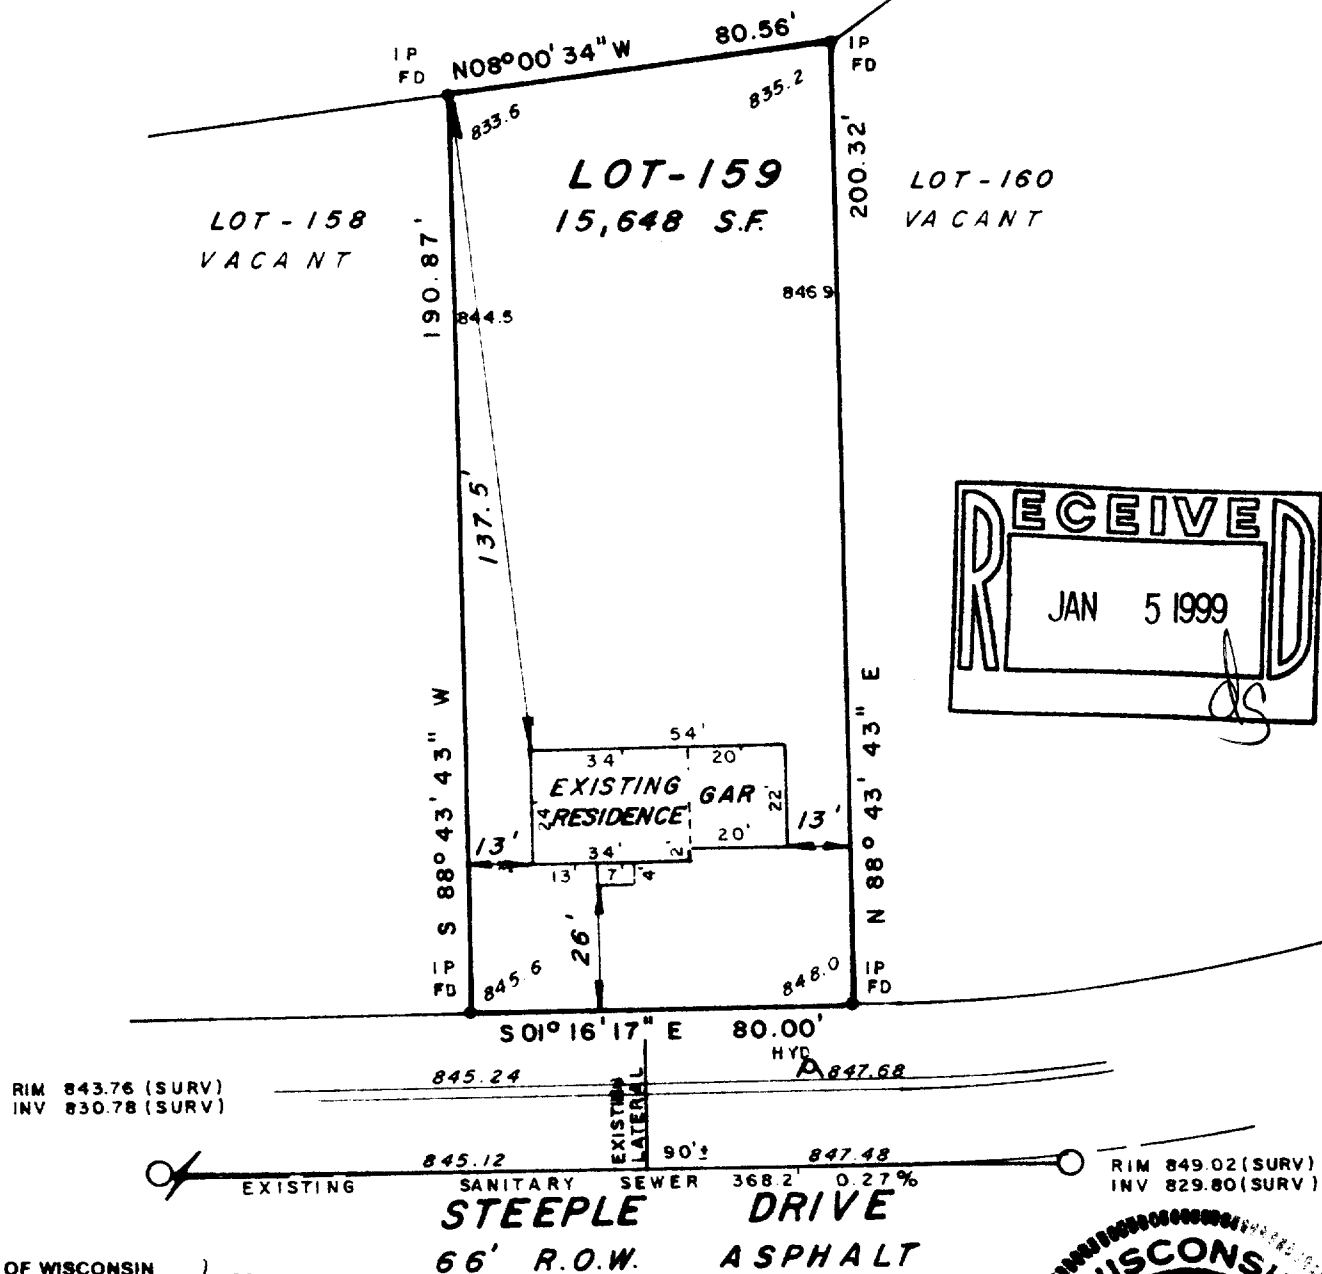 80.56'
I P
FD
N08°00'34" W
IP
FD
833.6
835.2
200.32'
LOT-159
15,648 S.F.
LOT-160
VACANT
LOT-158
VACANT
190.87'
844.5
846.9
137.5'
RECEIVED
JAN 5 1999
ds
S 88° 43' 43" W
N 88° 43' 43" E
54'
34'
20'
EXISTING
RESIDENCE
GAR
24'
22'
13'
13'
34'
2'
20'
13'
7'
4'
26'
IP
FD
845.6
848.0
IP
FD
S 01° 16' 17" E
80.00'
HYD
845.24
847.68
RIM 843.76 (SURV)
INV 830.78 (SURV)
EXISTING
LATERAL
845.12
90'±
847.48
EXISTING SANITARY SEWER 368.2' 0.27%
RIM 849.02 (SURV)
INV 829.80 (SURV)
STEEPLE DRIVE
66' R.O.W. ASPHALT
OF WISCONSIN )
WISCONSI